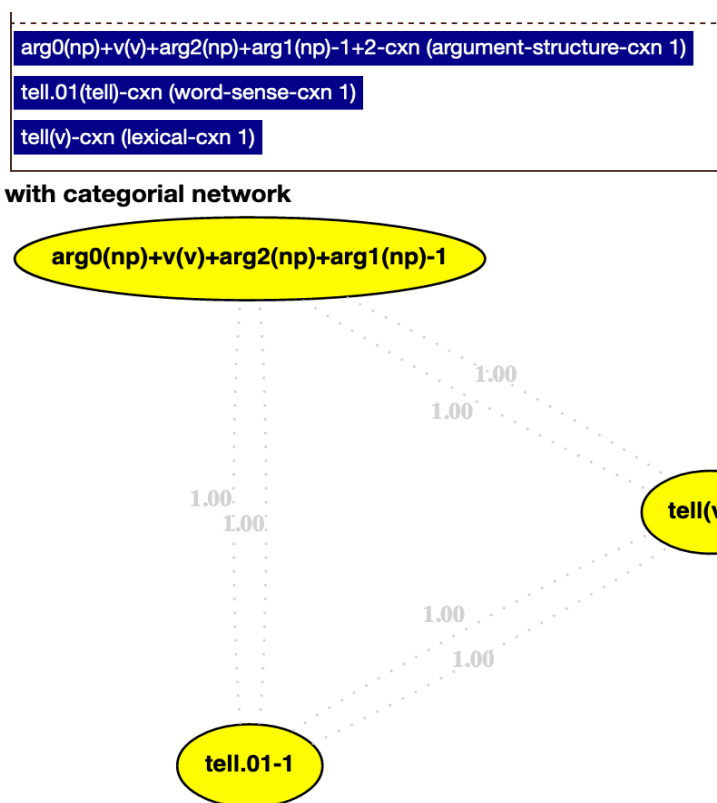 arg0(np)+v(v)+arg2(np)+arg1(np)-1+2-cxn (argument-structure-cxn 1)
tell.01(tell)-cxn (word-sense-cxn 1)
tell(v)-cxn (lexical-cxn 1)
with categorial network
arg0(np)+v(v)+arg2(np)+arg1(np)-1
1.00
1.00
1.00
tell(v
1.00
1.00
1.00
tell.01-1